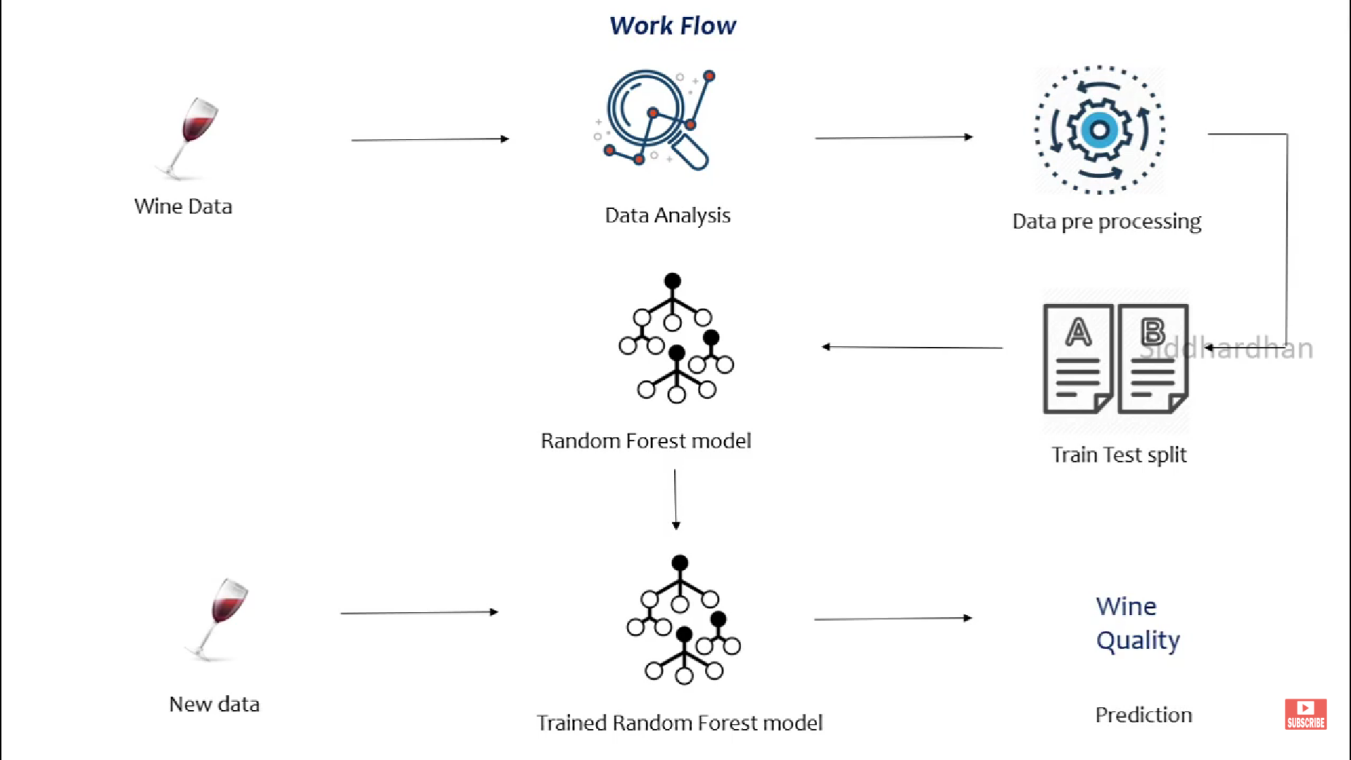 Work Flow
Wine Data
Data Analysis
Data pre processing
A
B
Siddhardhan
Random Forest model
Train Test split
Wine
Quality
New data
Trained Random Forest model
Prediction
SUBSCRIBE